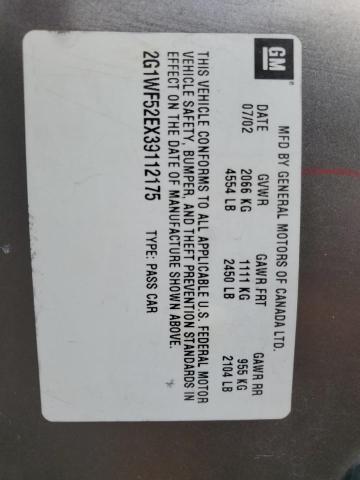 GM
MFD BY GENERAL MOTORS OF CANADA LTD.
DATE GVWR GAWR FRT GAWR RR
07/02 2066 KG 1111 KG 955 KG
4554 LB 2450 LB 2104 LB
THIS VEHICLE CONFORMS TO ALL APPLICABLE U.S. FEDERAL MOTOR
VEHICLE SAFETY, BUMPER, AND THEFT PREVENTION STANDARDS IN
EFFECT ON THE DATE OF MANUFACTURE SHOWN ABOVE.
2G1WF52EX39112175 TYPE: PASS CAR